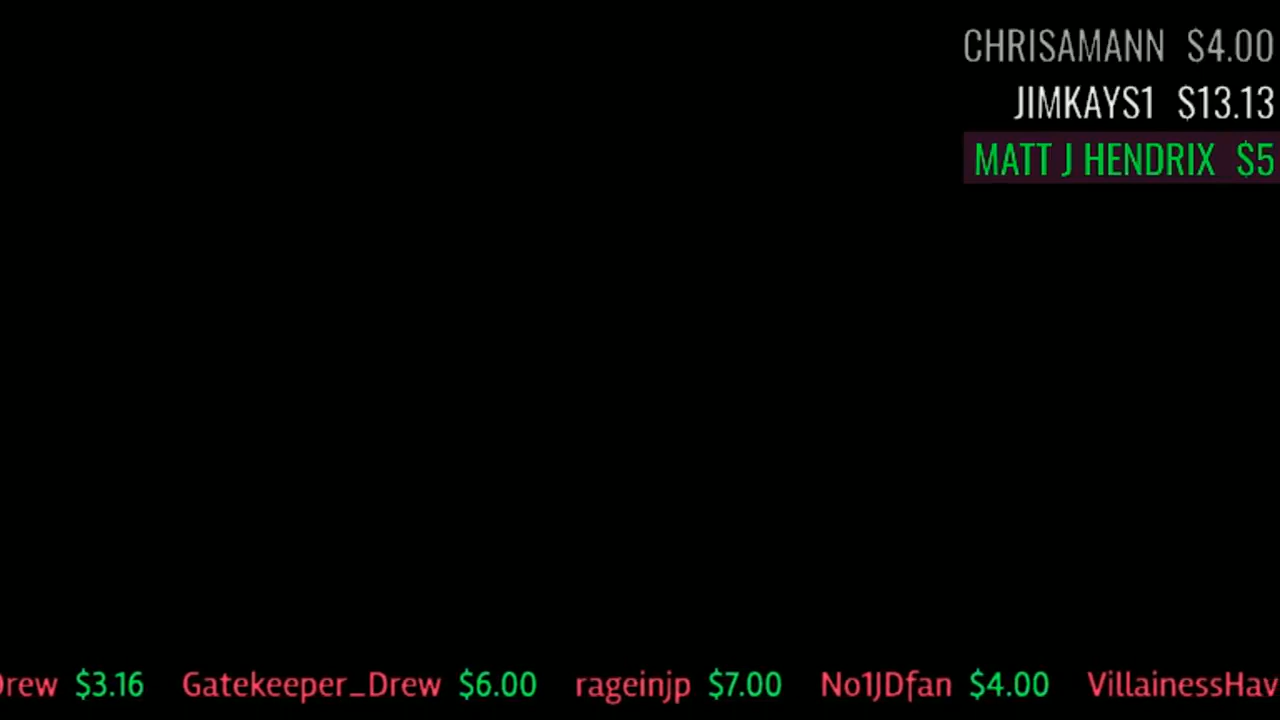 CHRISAMANN $4.00
JIMKAYS1 $13.13
MATT J HENDRIX $5
Drew $3.16 Gatekeeper_Drew $6.00 rageinjp $7.00 No1JDfan $4.00 VillainessHav